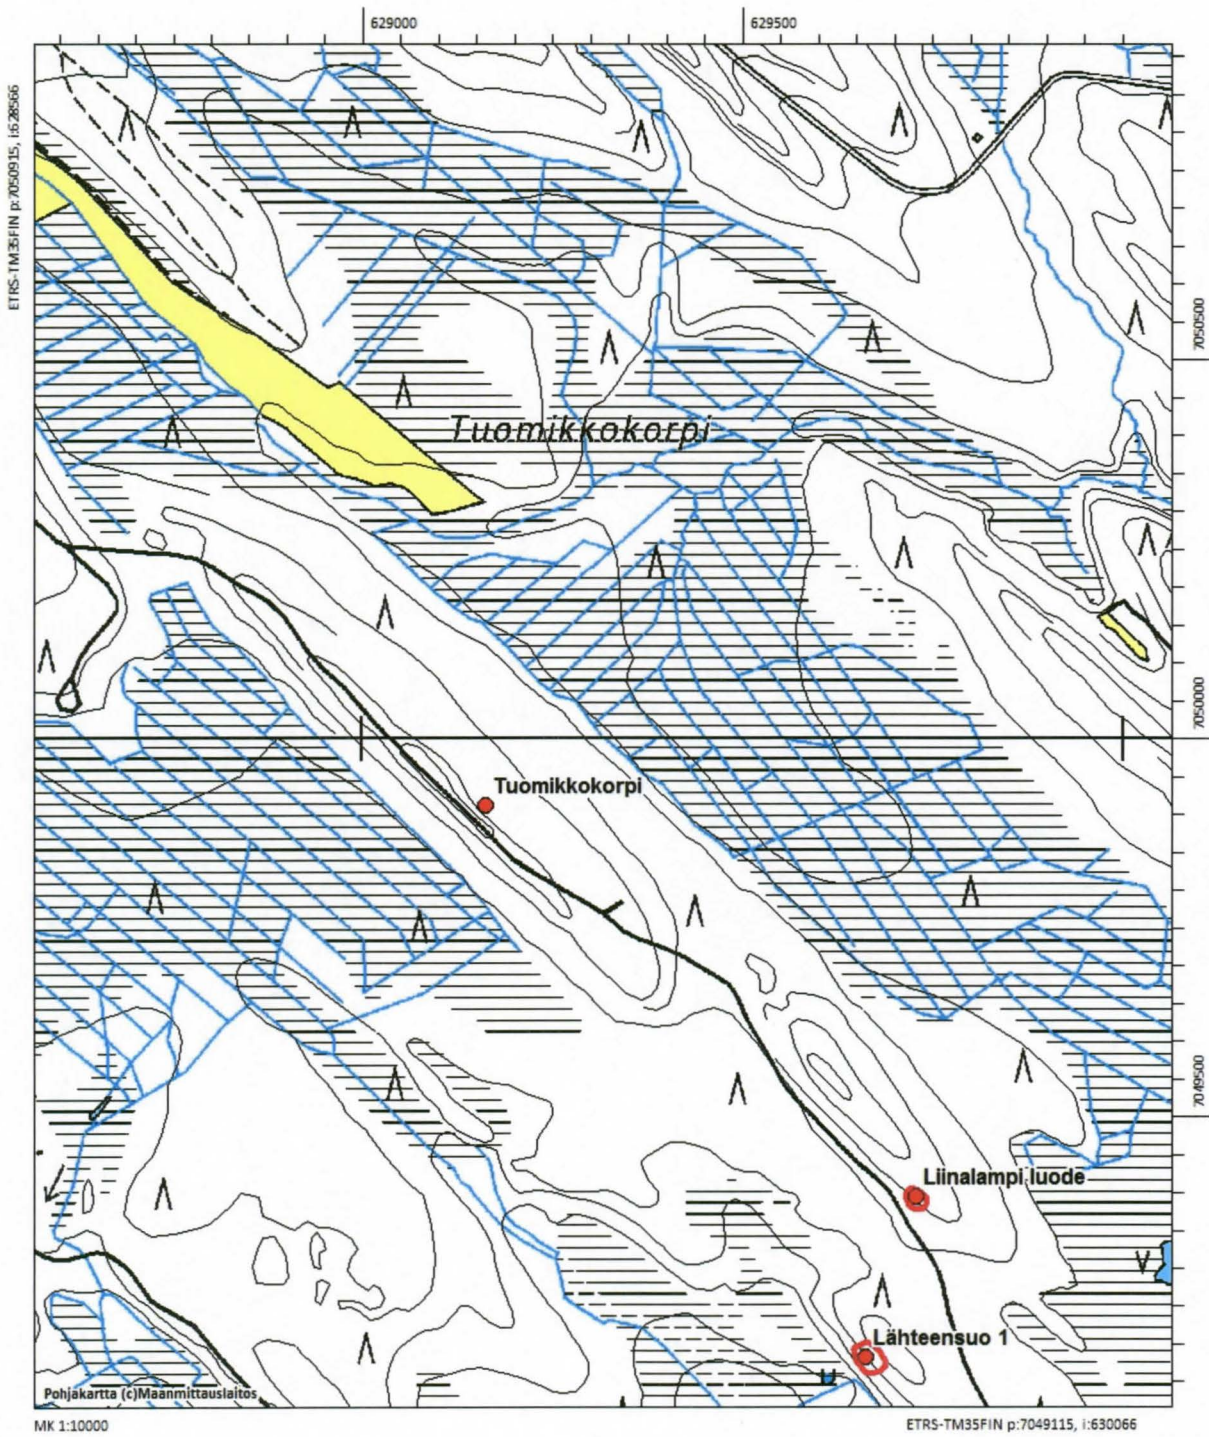 629000
629500
ETRS-TM35FIN p:7050915, i:628566
7050500
Tuomikkokorpi
7050000
Tuomikkokorpi
7049500
Liinalampi luode
Lähteensuo 1
Pohjakartta (c)Maanmittauslaitos
MK 1:10000
ETRS-TM35FIN p:7049115, i:630066